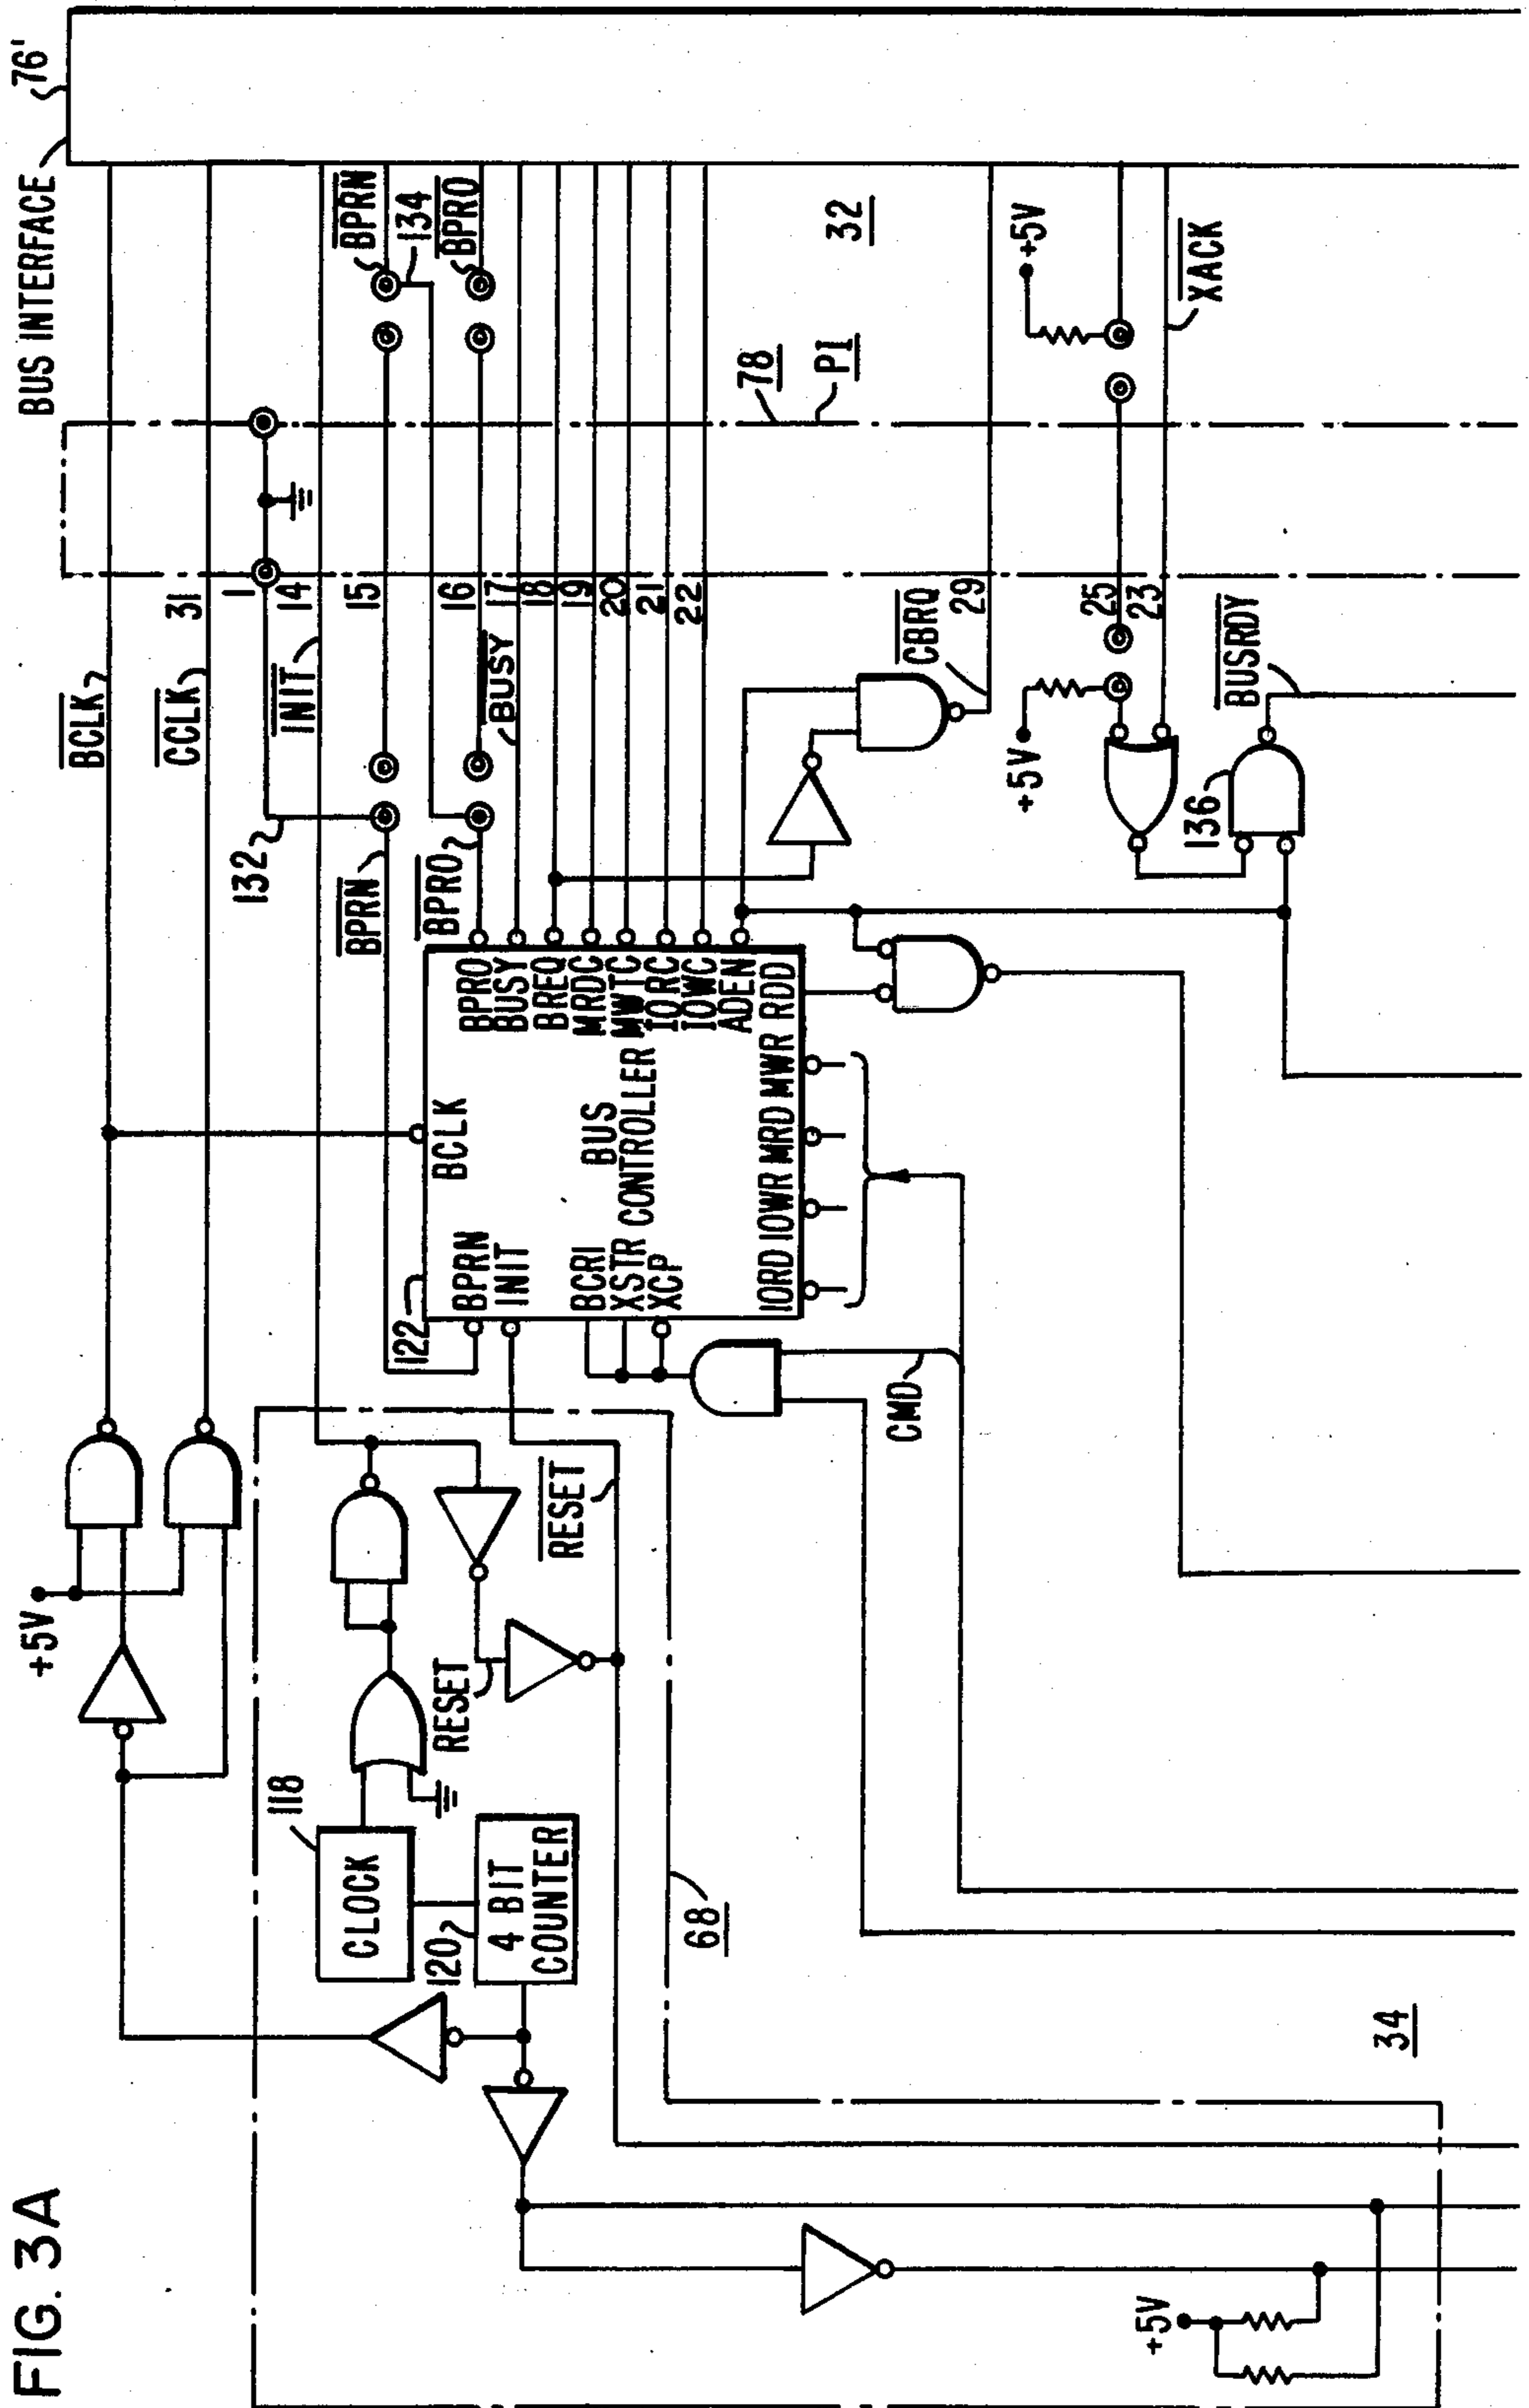 FIG. 3A
BUS INTERFACE
76'
+5V
BCLK
CCLK
31
1
14
INIT
15
16
17
18
19
20
21
22
BUSY
BPRN
134
BPRO
132
BPRN
BPRO
78
P1
32
118
CLOCK
120
4 BIT
COUNTER
RESET
RESET
68
122
BCLK
BPRN
INIT
BCR1
XSTR
XCP
BUS
CONTROLLER
BPRO
BUSY
BREQ
MRDC
MWTC
IORC
IOWC
ADEN
IORD IOWR MRD MWR RDD
CMD
CBRQ
29
+5V
+5V
25
23
XACK
136
BUSRDY
34
+5V